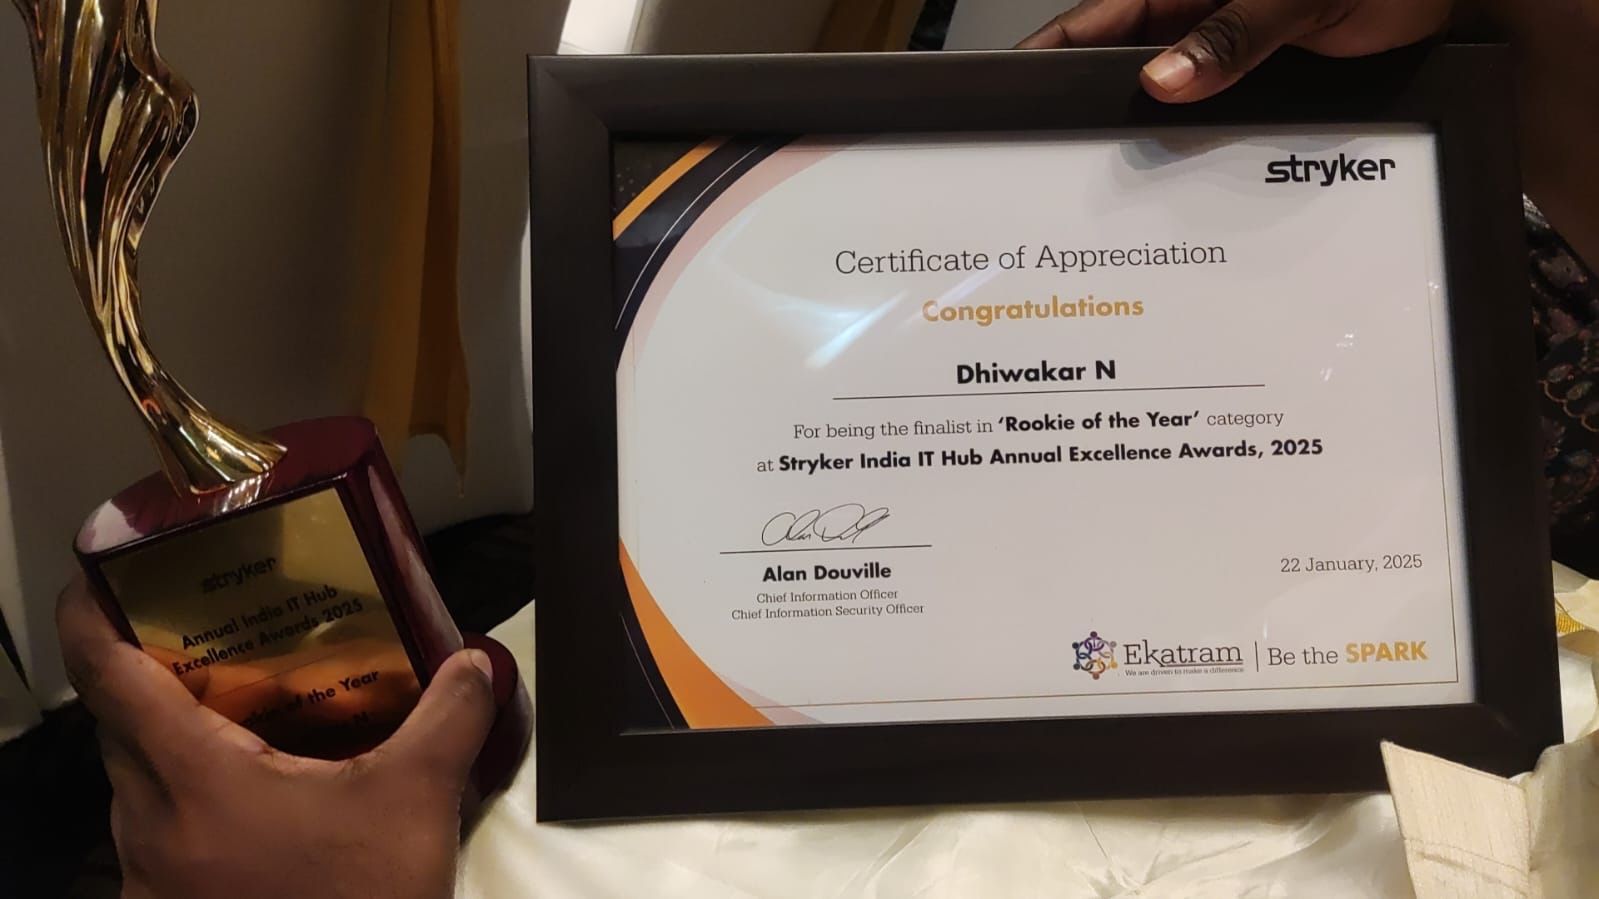 stryker
Certificate of Appreciation
Congratulations
Dhiwakar N
For being the finalist in ‘Rookie of the Year’ category
at Stryker India IT Hub Annual Excellence Awards, 2025
Alan Douville
Chief Information Officer
Chief Information Security Officer
22 January, 2025
Ekatram
We are driven to make a difference
Be the SPARK
stryker
Annual India IT Hub
Excellence Awards 2025
of the Year